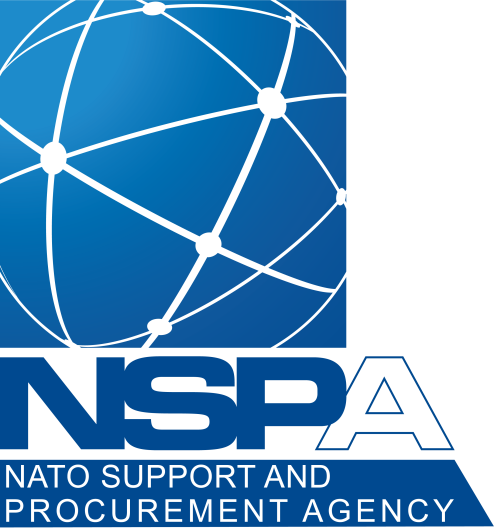 NSPA
NATO SUPPORT AND
PROCUREMENT AGENCY